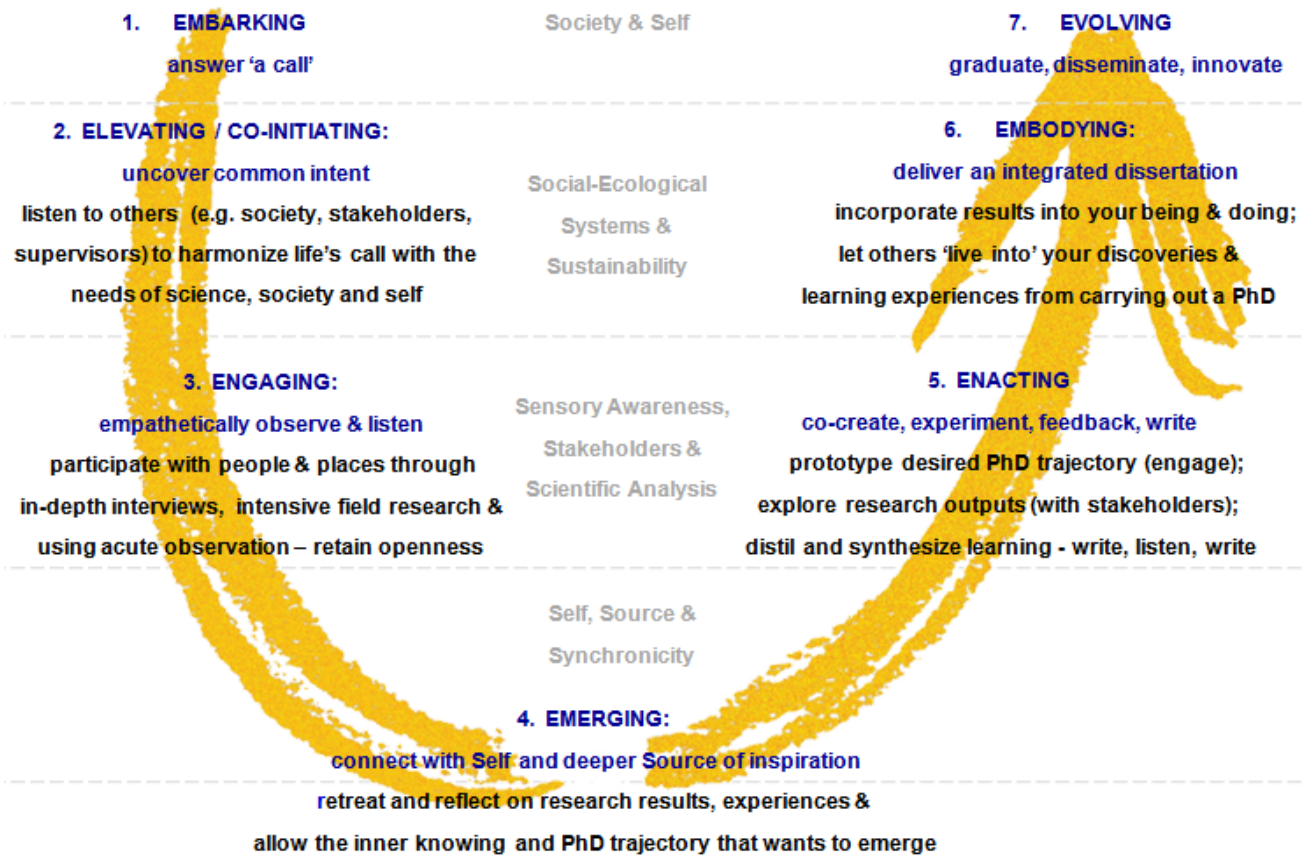 1. EMBARKING
answer ‘a call’
2. ELEVATING / CO-INITIATING:
uncover common intent
listen to others (e.g. society, stakeholders,
supervisors) to harmonize life’s call with the
needs of science, society and self
3. ENGAGING:
empathetically observe & listen
participate with people & places through
in-depth interviews, intensive field research &
using acute observation – retain openness
Society & Self
Social-Ecological
Systems &
Sustainability
Sensory Awareness,
Stakeholders &
Scientific Analysis
Self, Source &
Synchronicity
4. EMERGING:
connect with Self and deeper Source of inspiration
retreat and reflect on research results, experiences &
allow the inner knowing and PhD trajectory that wants to emerge
7. EVOLVING
graduate, disseminate, innovate
6. EMBODYING:
deliver an integrated dissertation
incorporate results into your being & doing;
let others ‘live into’ your discoveries &
learning experiences from carrying out a PhD
5. ENACTING
co-create, experiment, feedback, write
prototype desired PhD trajectory (engage);
explore research outputs (with stakeholders);
distil and synthesize learning - write, listen, write